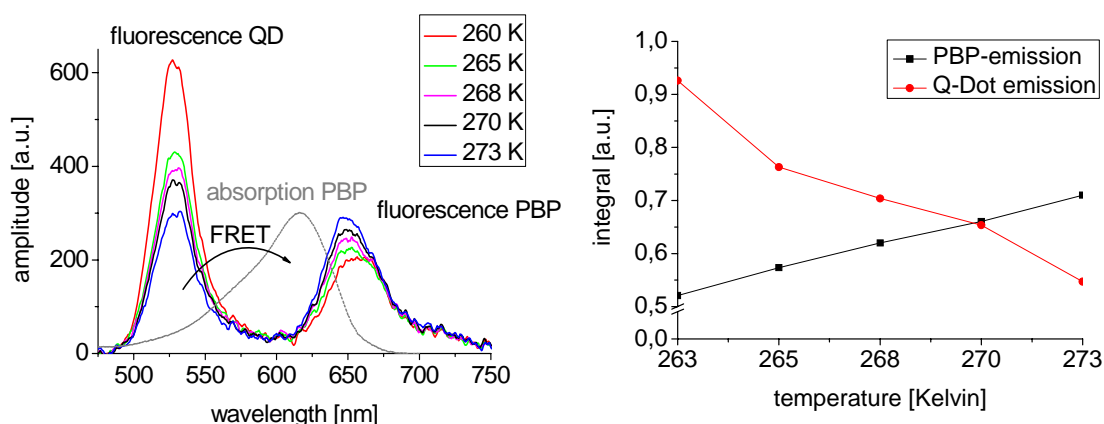 fluorescence QD
260 K
265 K
268 K
270 K
273 K
absorption PBP
fluorescence PBP
FRET
amplitude [a.u.]
600
400
200
0
500
550
600
650
700
750
wavelength [nm]
PBP-emission
Q-Dot emission
integral [a.u.]
1,0
0,9
0,8
0,7
0,6
0,5
0,0
263
265
268
270
273
temperature [Kelvin]